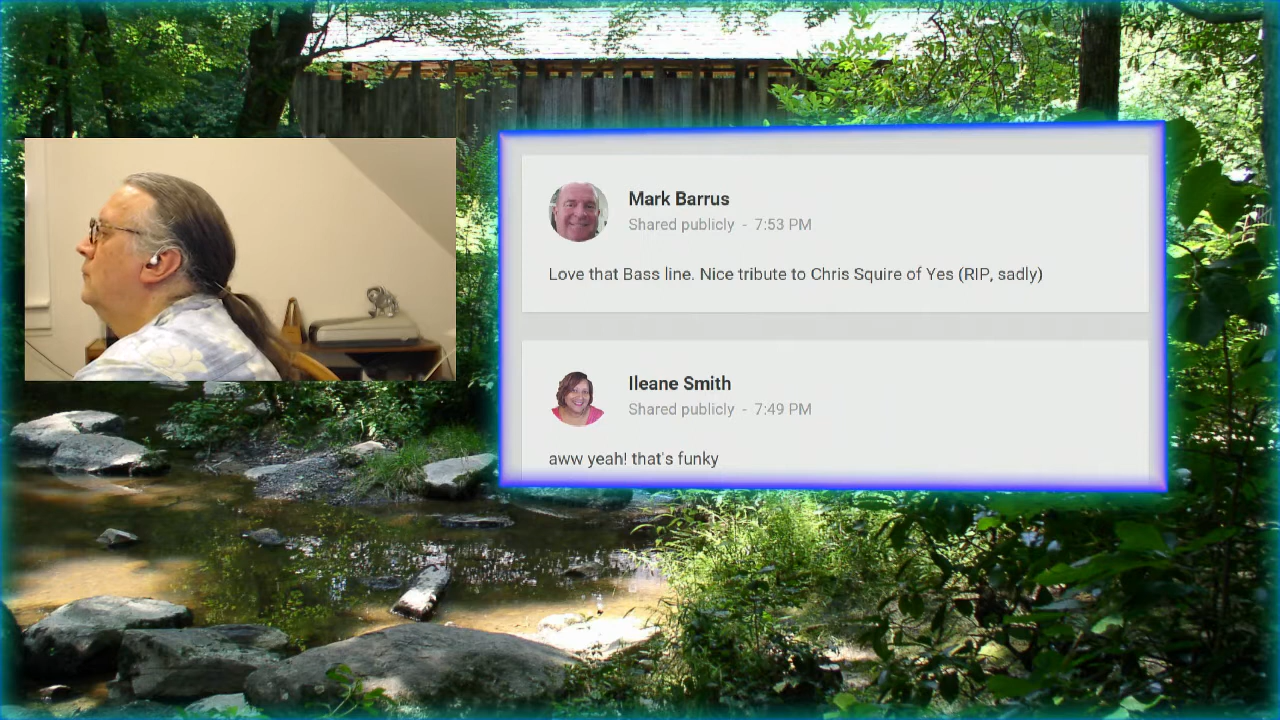 Mark Barrus
Shared publicly - 7:53 PM
Love that Bass line. Nice tribute to Chris Squire of Yes (RIP, sadly)
Ileane Smith
Shared publicly - 7:49 PM
aww yeah! that's funky